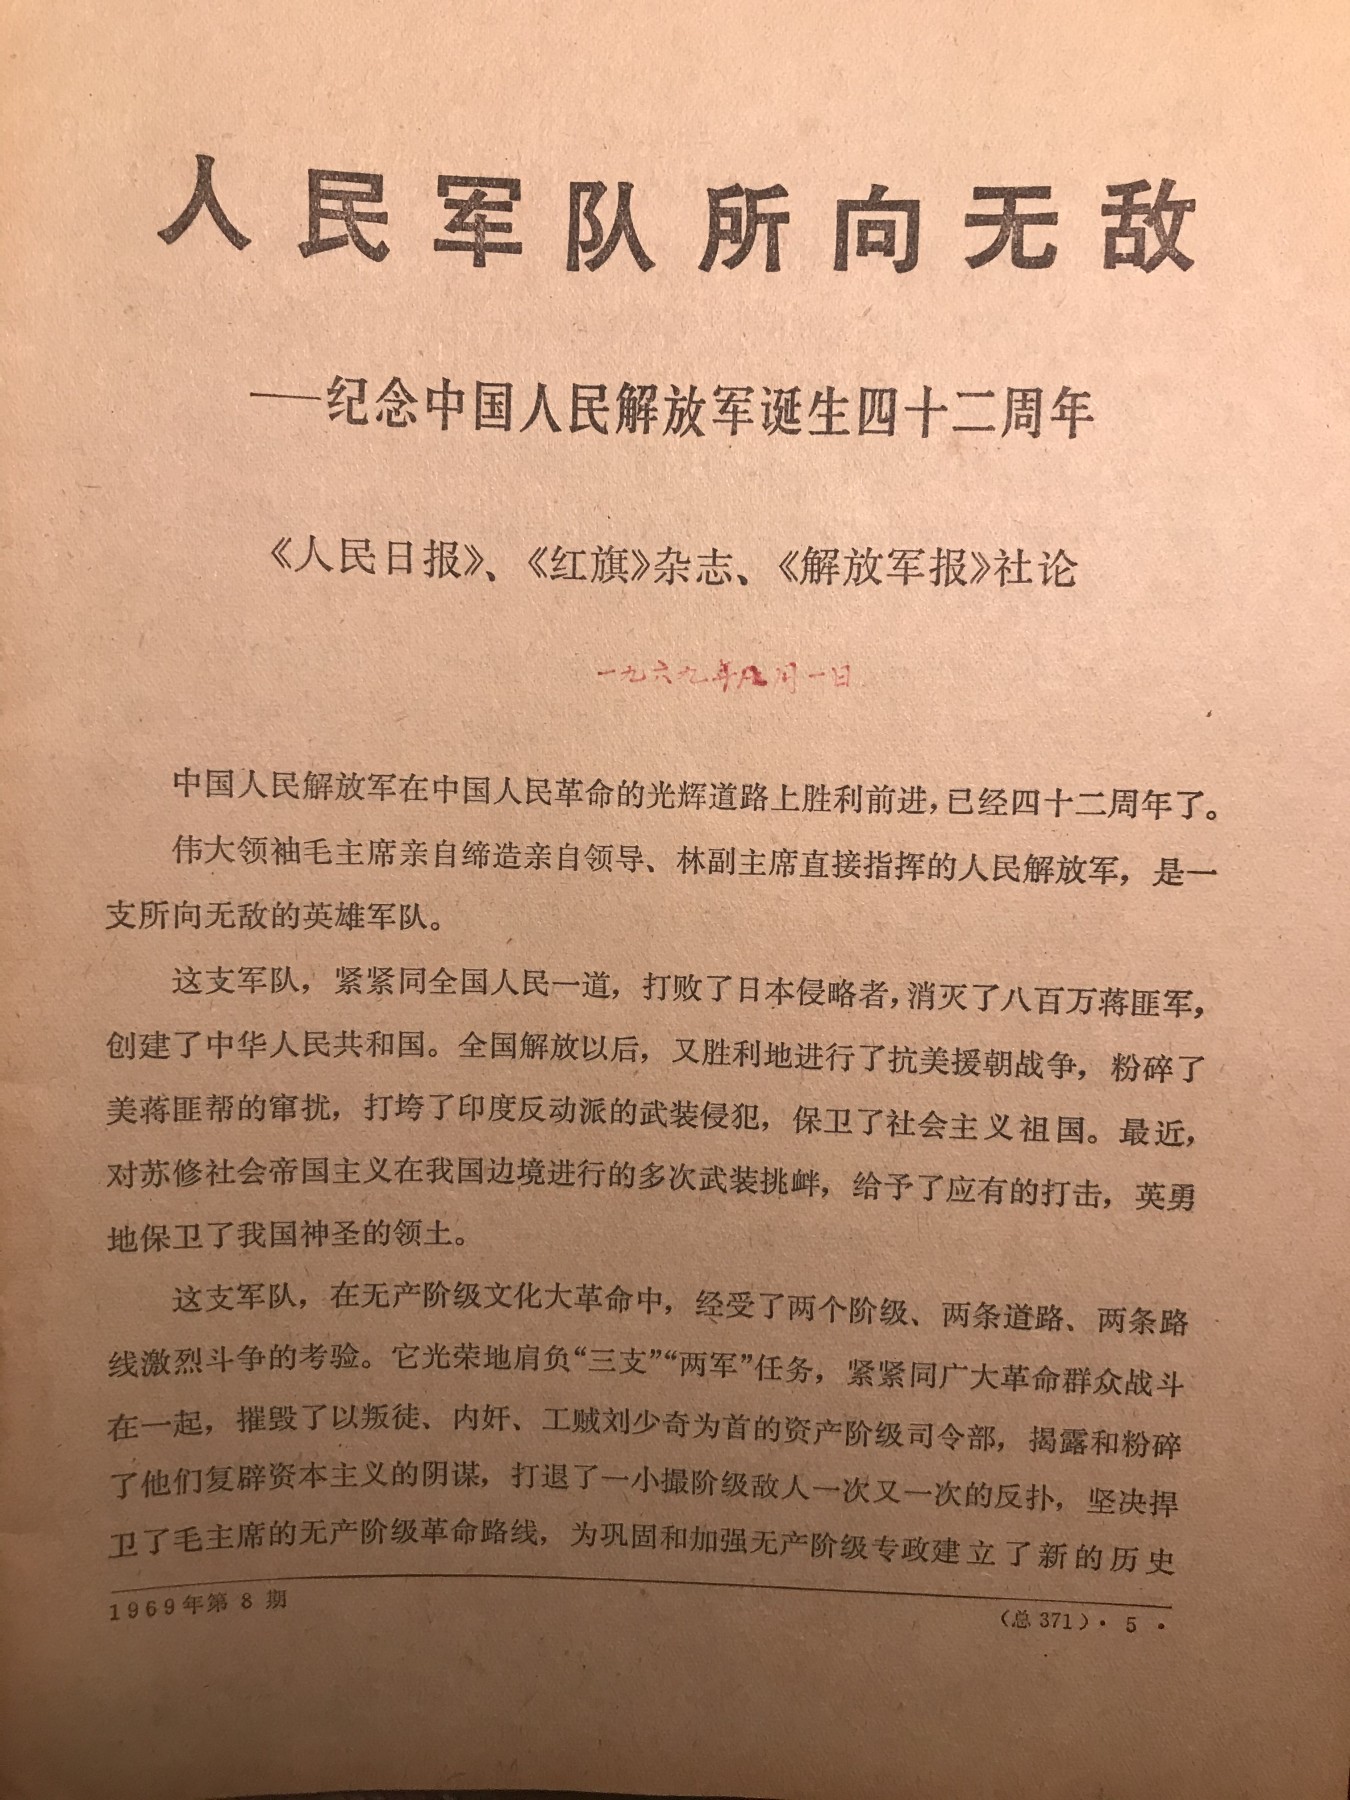 人民军队所向无敌
——纪念中国人民解放军诞生四十二周年
《人民日报》、《红旗》杂志、《解放军报》社论
一九六九年八月一日
中国人民解放军在中国人民革命的光辉道路上胜利前进，已经四十二周年了。
伟大领袖毛主席亲自缔造亲自领导、林副主席直接指挥的人民解放军，是一
支所向无敌的英雄军队。
这支军队，紧紧同全国人民一道，打败了日本侵略者，消灭了八百万蒋匪军，
创建了中华人民共和国。全国解放以后，又胜利地进行了抗美援朝战争，粉碎了
美蒋匪帮的窜扰，打垮了印度反动派的武装侵犯，保卫了社会主义祖国。最近，
对苏修社会帝国主义在我国边境进行的多次武装挑衅，给予了应有的打击，英勇
地保卫了我国神圣的领土。
这支军队，在无产阶级文化大革命中，经受了两个阶级、两条道路、两条路
线激烈斗争的考验。它光荣地肩负“三支”“两军”任务，紧紧同广大革命群众战斗
在一起，摧毁了以叛徒、内奸、工贼刘少奇为首的资产阶级司令部，揭露和粉碎
了他们复辟资本主义的阴谋，打退了一小撮阶级敌人一次又一次的反扑，坚决捍
卫了毛主席的无产阶级革命路线，为巩固和加强无产阶级专政建立了新的历史
1969年第 8 期
（总 371）· 5 ·